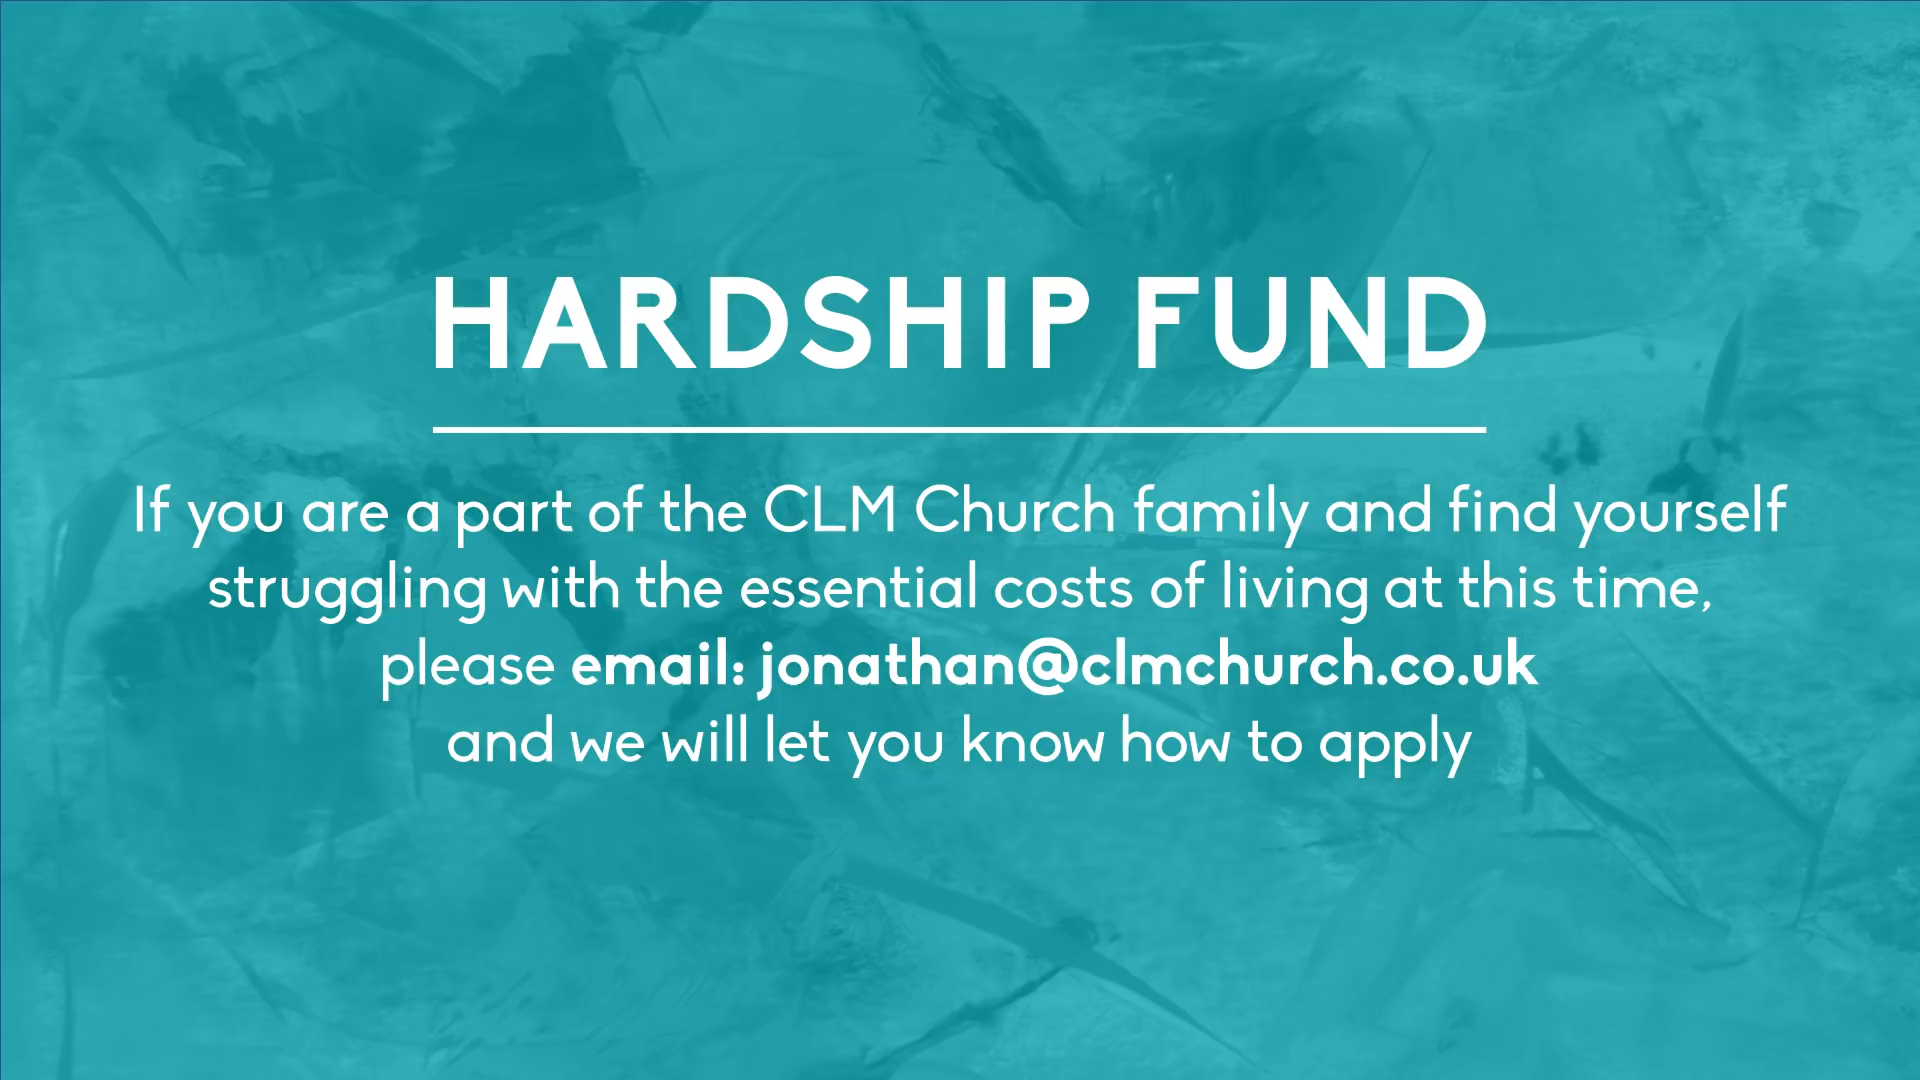 HARDSHIP FUND
If you are a part of the CLM Church family and find yourself
struggling with the essential costs of living at this time,
please email: jonathan@clmchurch.co.uk
and we will let you know how to apply